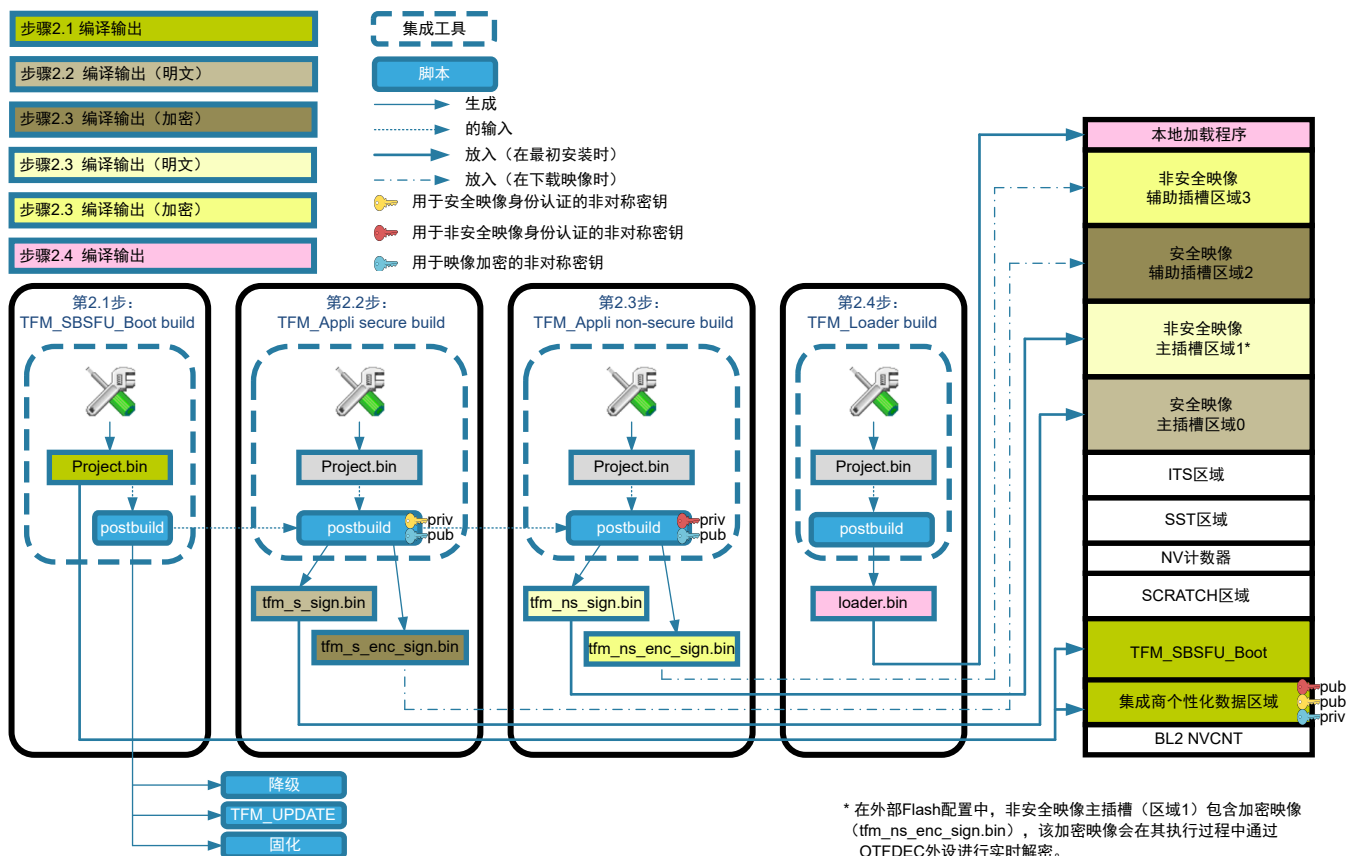 步骤2.1 编译输出
步骤2.2 编译输出（明文）
步骤2.3 编译输出（加密）
步骤2.3 编译输出（明文）
步骤2.3 编译输出（加密）
步骤2.4 编译输出
集成工具
脚本
生成
的输入
放入（在最初安装时）
放入（在下载映像时）
用于安全映像身份认证的非对称密钥
用于非安全映像身份认证的非对称密钥
用于映像加密的非对称密钥
第2.1步：
TFM_SBSFU_Boot build
Project.bin
postbuild
第2.2步：
TFM_Appli secure build
Project.bin
postbuild
priv
pub
tfm_s_sign.bin
tfm_s_enc_sign.bin
第2.3步：
TFM_Appli non-secure build
Project.bin
postbuild
priv
pub
tfm_ns_sign.bin
tfm_ns_enc_sign.bin
第2.4步：
TFM_Loader build
Project.bin
postbuild
loader.bin
降级
TFM_UPDATE
固化
本地加载程序
非安全映像
辅助插槽区域3
安全映像
辅助插槽区域2
非安全映像
主插槽区域1*
安全映像
主插槽区域0
ITS区域
SST区域
NV计数器
SCRATCH区域
TFM_SBSFU_Boot
集成商个性化数据区域
pub
pub
priv
BL2 NVCNT
* 在外部Flash配置中，非安全映像主插槽（区域1）包含加密映像
（tfm_ns_enc_sign.bin），该加密映像会在其执行过程中通过
OTFDEC外设进行实时解密。